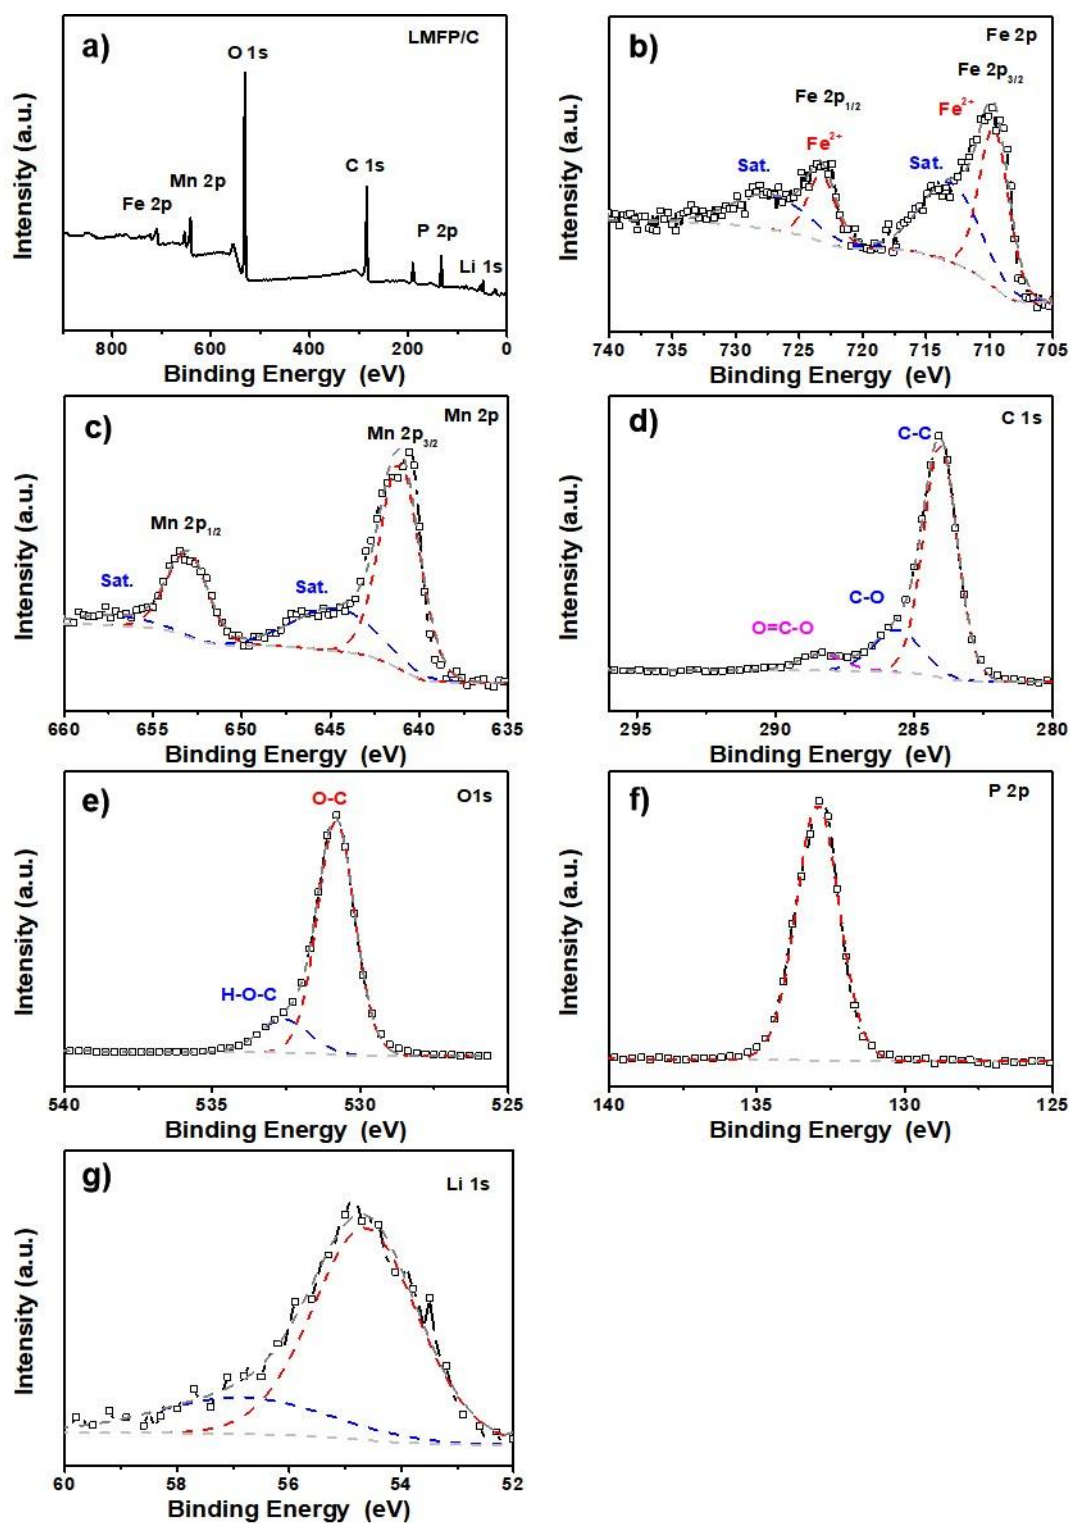 a)
LMFP/C
O 1s
C 1s
Mn 2p
Fe 2p
P 2p
Li 1s
Intensity (a.u.)
800 600 400 200 0
Binding Energy (eV)
b)
Fe 2p
Fe 2p3/2
Fe2+
Fe 2p1/2
Fe2+
Sat.
Sat.
Intensity (a.u.)
740 735 730 725 720 715 710 705
Binding Energy (eV)
c)
Mn 2p
Mn 2p3/2
Mn 2p1/2
Sat.
Sat.
Intensity (a.u.)
660 655 650 645 640 635
Binding Energy (eV)
d)
C 1s
C-C
C-O
O=C-O
Intensity (a.u.)
295 290 285 280
Binding Energy (eV)
e)
O1s
O-C
H-O-C
Intensity (a.u.)
540 535 530 525
Binding Energy (eV)
f)
P 2p
Intensity (a.u.)
140 135 130 125
Binding Energy (eV)
g)
Li 1s
Intensity (a.u.)
60 58 56 54 52
Binding Energy (eV)